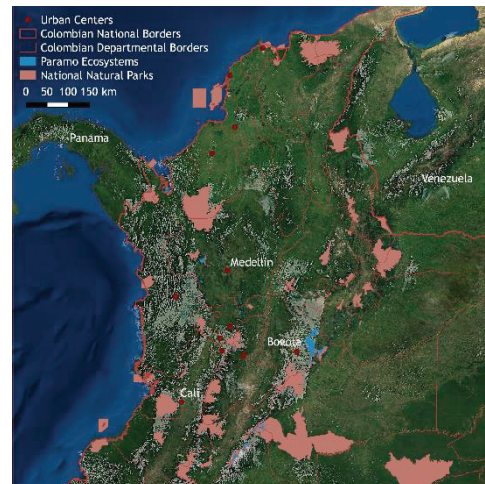 Urban Centers
Colombian National Borders
Colombian Departmental Borders
Paramo Ecosystems
National Natural Parks
0 50 100 150 km
Panama
Venezuela
Medellin
Bogota
Cali